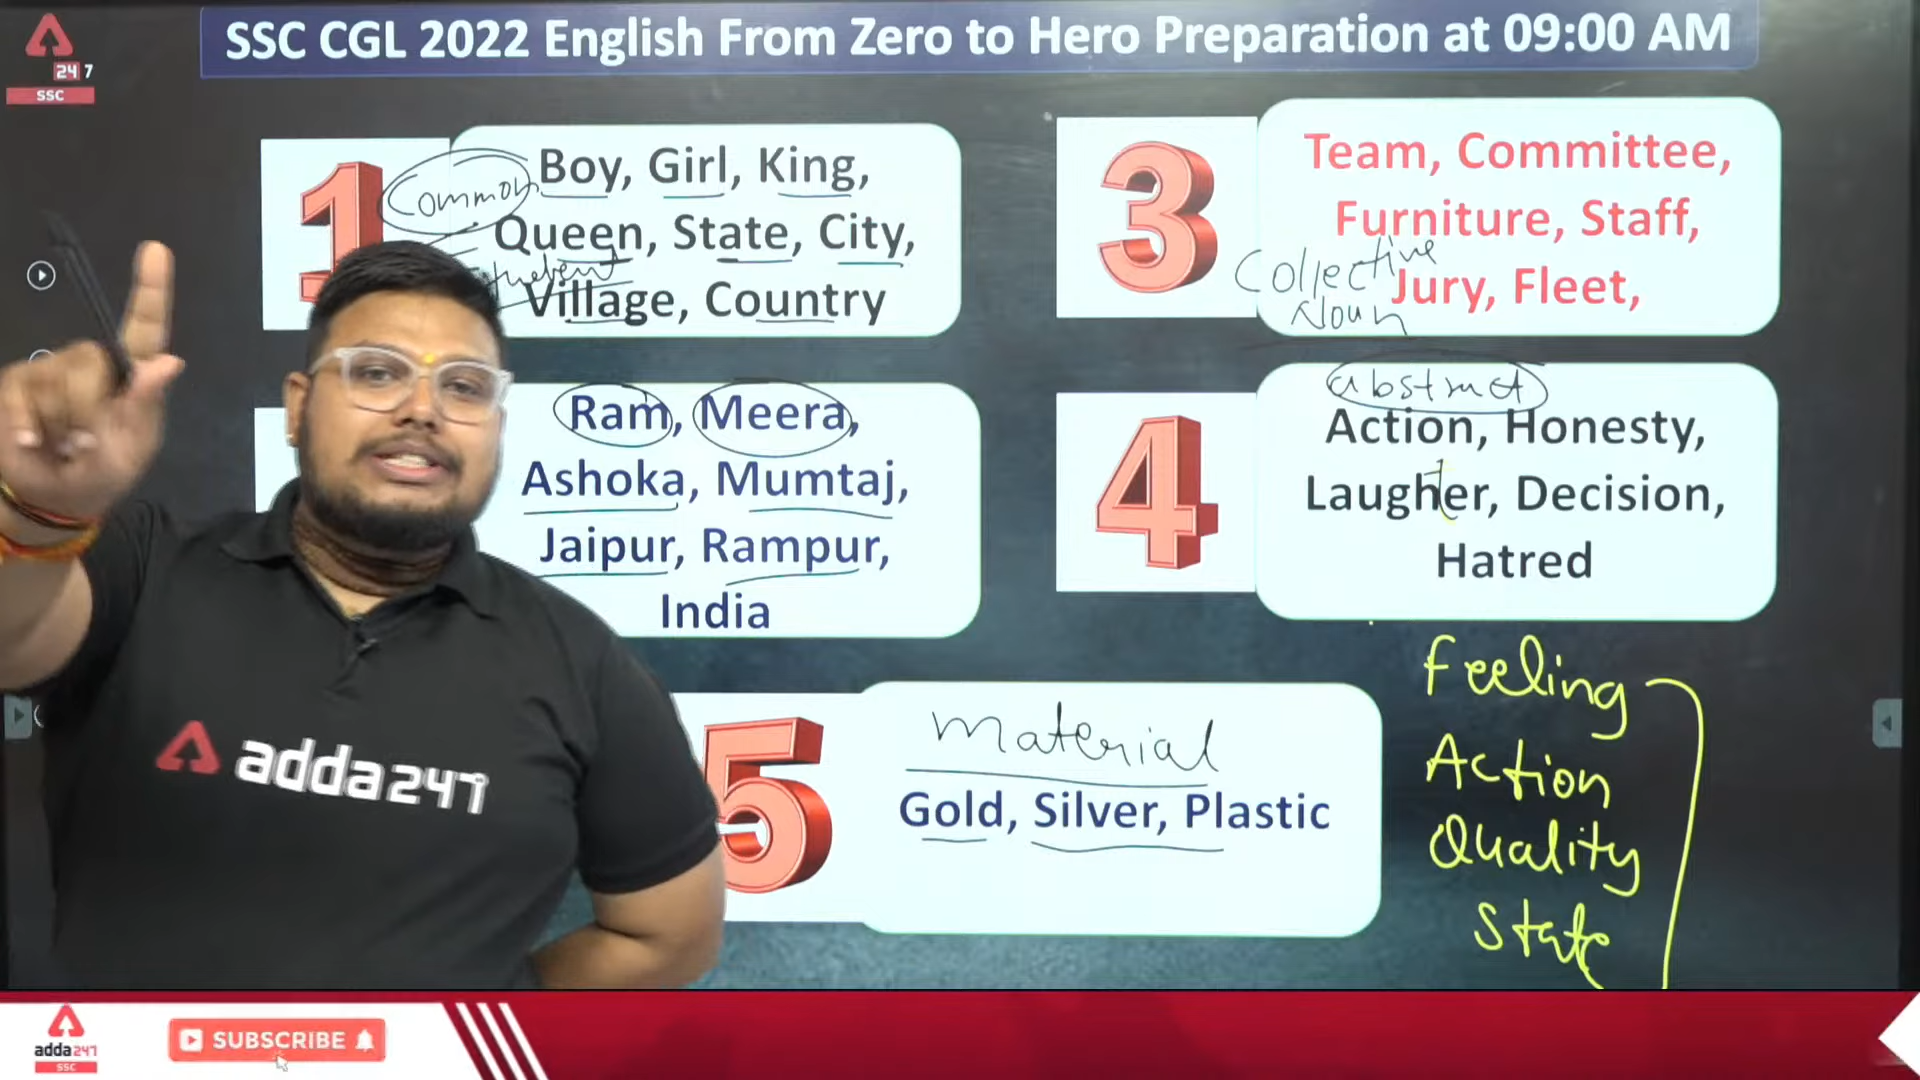 SSC CGL 2022 English From Zero to Hero Preparation at 09:00 AM
24 7
SSC
1
Common
Boy, Girl, King,
Queen, State, City,
Student
Village, Country
Ram, Meera,
Ashoka, Mumtaj,
Jaipur, Rampur,
India
3
Team, Committee,
Furniture, Staff,
Collective
Noun
Jury, Fleet,
4
abstract
Action, Honesty,
Laugher, Decision,
t
Hatred
5
material
Gold, Silver, Plastic
Feeling
Action
Quality
State
adda247
adda247
SSC
SUBSCRIBE